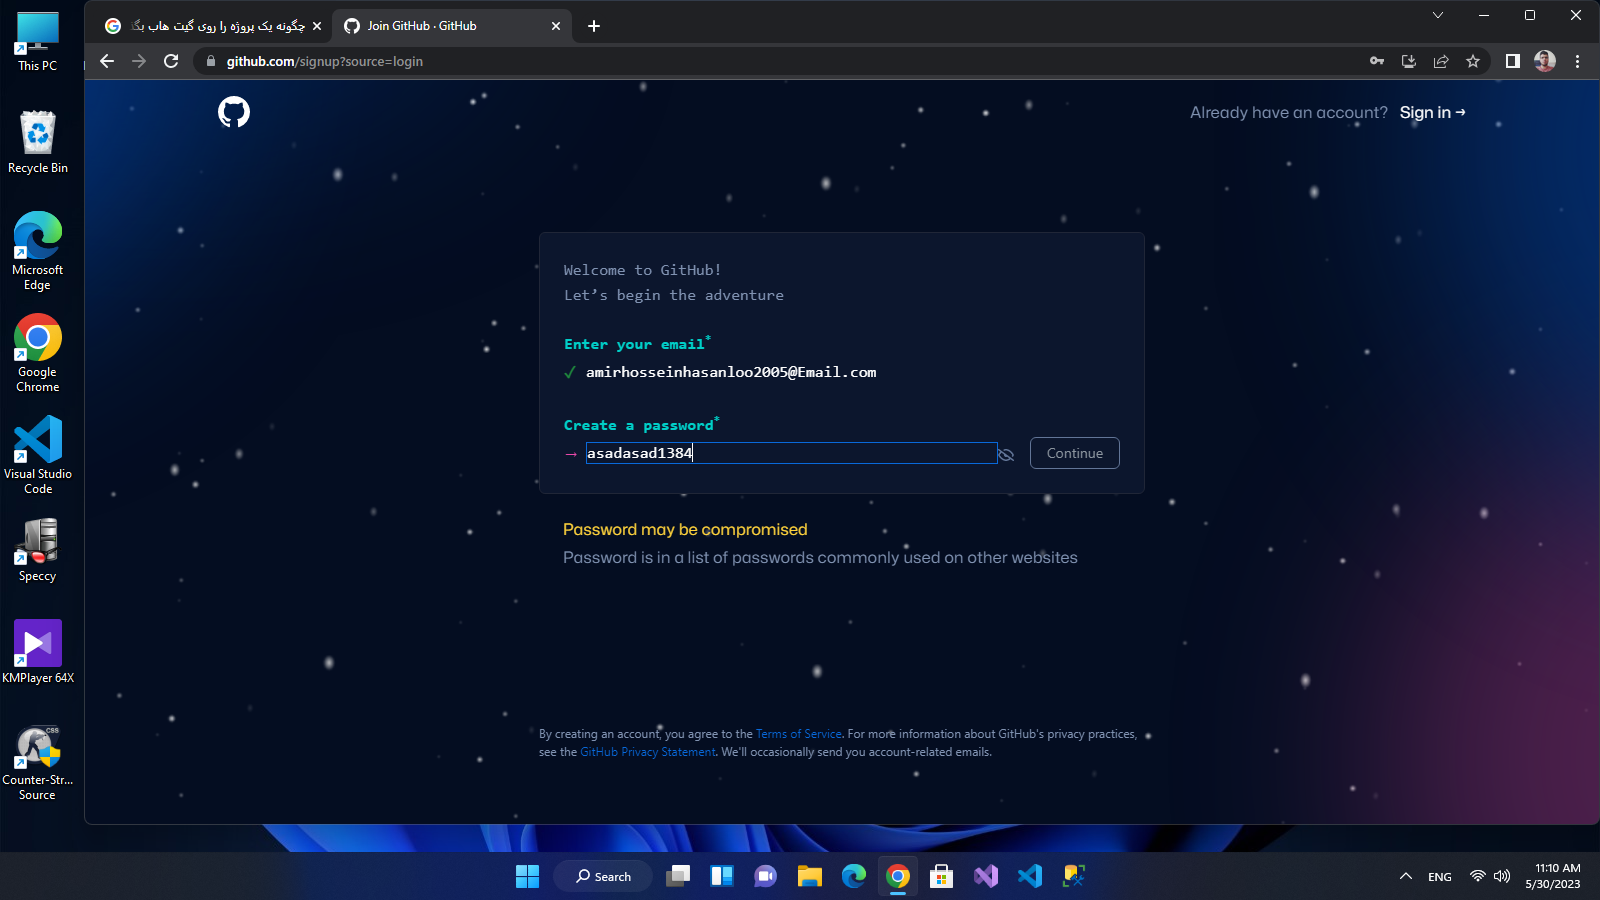 This PC
Recycle Bin
Microsoft
Edge
Google
Chrome
Visual Studio
Code
Speccy
KMPlayer 64X
CSS
Counter-Str...
Source
چگونه یک پروژه را روی گیت هاب بگذ
Join GitHub · GitHub
github.com/signup?source=login
Already have an account? Sign in →
Welcome to GitHub!
Let’s begin the adventure
Enter your email*
✓ amirhosseinhasanloo2005@Email.com
Create a password*
→ asadasad1384
Continue
Password may be compromised
Password is in a list of passwords commonly used on other websites
By creating an account, you agree to the Terms of Service. For more information about GitHub's privacy practices,
see the GitHub Privacy Statement. We'll occasionally send you account-related emails.
Search
ENG
11:10 AM
5/30/2023